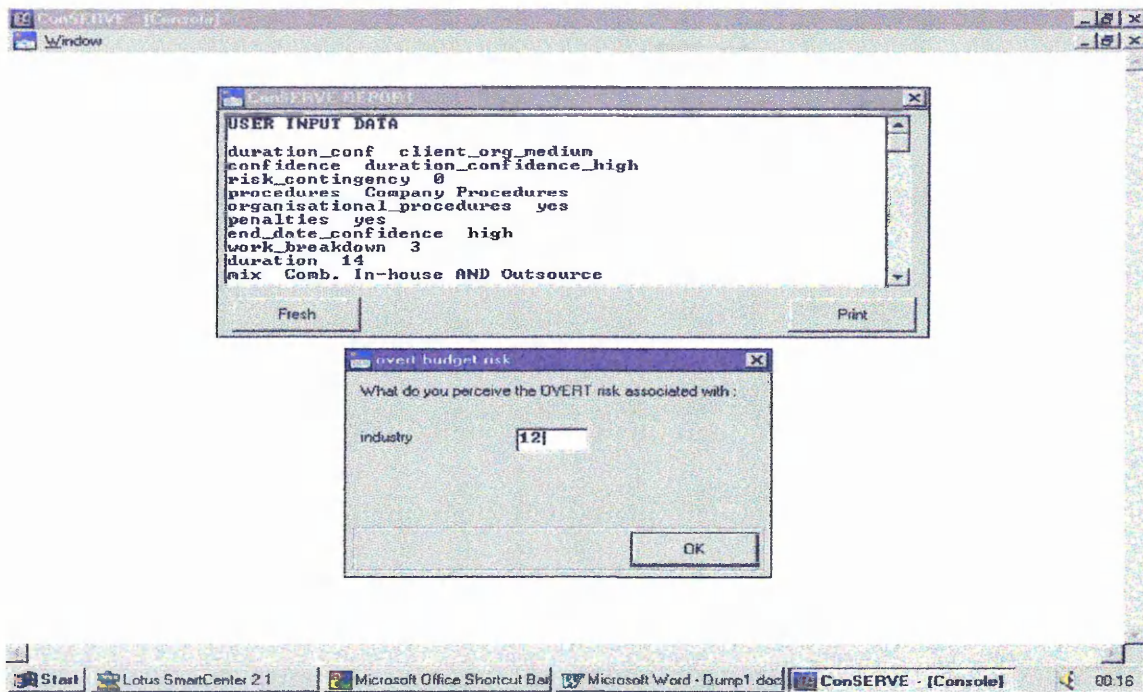 ConSERVE - [Console]
Window
ConSERVE REPORT
USER INPUT DATA
duration_conf client_org_medium
confidence duration_confidence_high
risk_contingency 0
procedures Company Procedures
organisational_procedures yes
penalties yes
end_date_confidence high
work_breakdown 3
duration 14
mix Comb. In-house AND Outsource
Fresh
Print
overt budget risk
What do you perceive the OVERT risk associated with :
industry 12
OK
Start Lotus SmartCenter 2.1 Microsoft Office Shortcut Bar Microsoft Word - Dump1.doc ConSERVE - [Console] 00:16